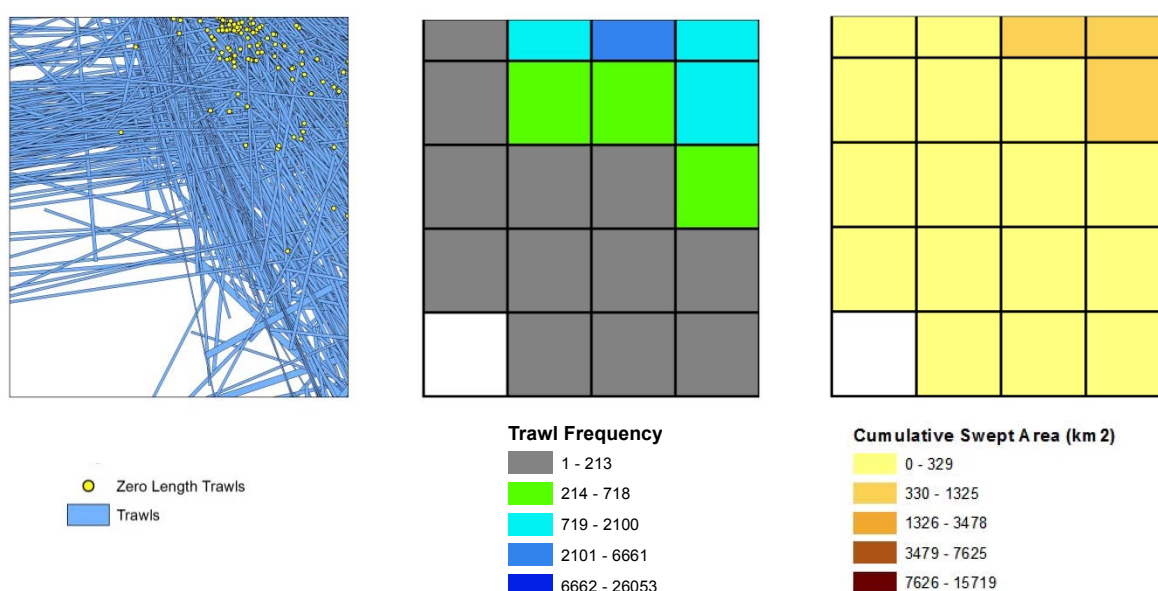 Zero Length Trawls
Trawls
Trawl Frequency
1 - 213
214 - 718
719 - 2100
2101 - 6661
6662 - 26053
Cumulative Swept Area (km2)
0 - 329
330 - 1325
1326 - 3478
3479 - 7625
7626 - 15719